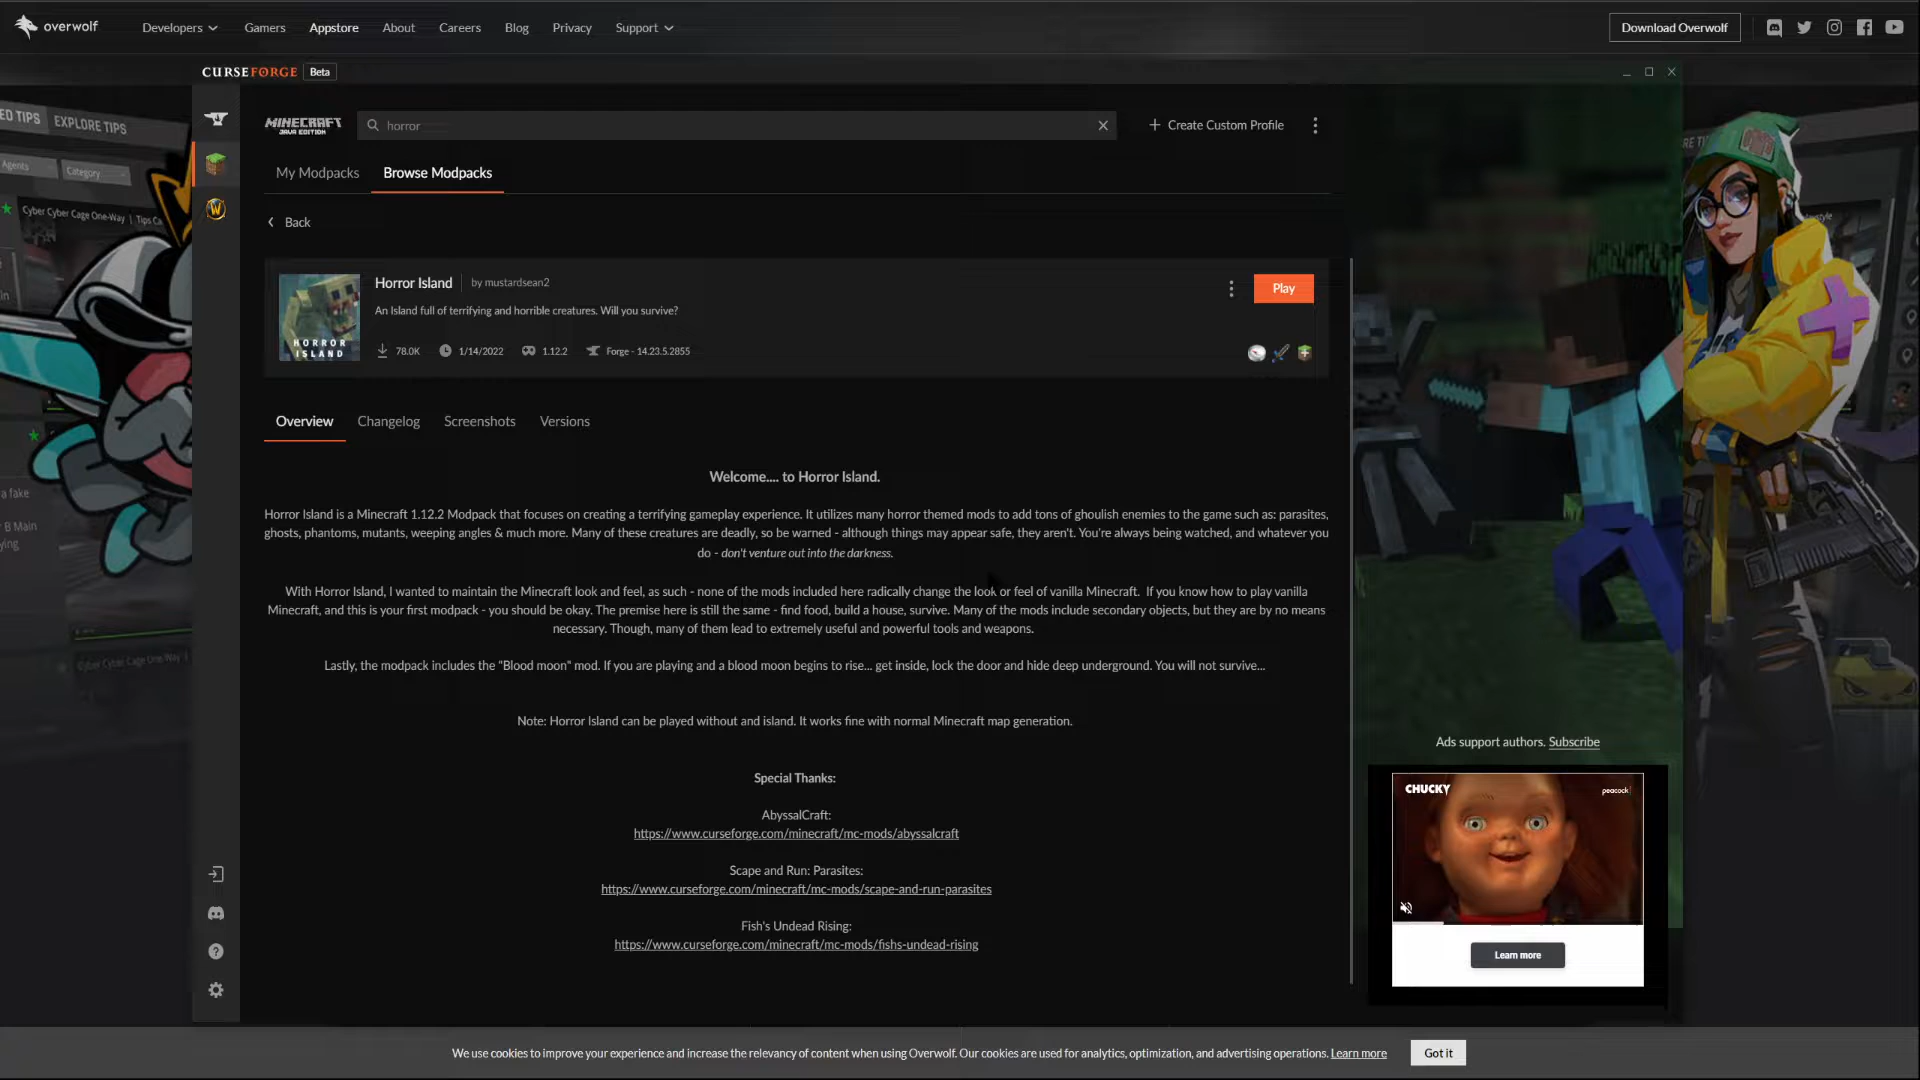 overwolf
Developers
Gamers
Appstore
About
Careers
Blog
Privacy
Support
Download Overwolf
CURSEFORGE Beta
ED TIPS EXPLORE TIPS
Agents
Category
Cyber Cyber Cage One-Way | Tips
MINECRAFT
JAVA EDITION
horror
Create Custom Profile
My Modpacks
Browse Modpacks
Back
HORROR
ISLAND
Horror Island
by mustardsean2
Play
An Island full of terrifying and horrible creatures. Will you survive?
78.0K
1/14/2022
1.12.2
Forge - 14.23.5.2855
Overview
Changelog
Screenshots
Versions
Welcome.... to Horror Island.
Horror Island is a Minecraft 1.12.2 Modpack that focuses on creating a terrifying gameplay experience. It utilizes many horror themed mods to add tons of ghoulish enemies to the game such as: parasites,
ghosts, phantoms, mutants, weeping angles & much more. Many of these creatures are deadly, so be warned - although things may appear safe, they aren't. You're always being watched, and whatever you
do - don't venture out into the darkness.
With Horror Island, I wanted to maintain the Minecraft look and feel, as such - none of the mods included here radically change the look or feel of vanilla Minecraft. If you know how to play vanilla
Minecraft, and this is your first modpack - you should be okay. The premise here is still the same - find food, build a house, survive. Many of the mods include secondary objects, but they are by no means
necessary. Though, many of them lead to extremely useful and powerful tools and weapons.
Lastly, the modpack includes the "Blood moon" mod. If you are playing and a blood moon begins to rise... get inside, lock the door and hide deep underground. You will not survive...
Note: Horror Island can be played without and island. It works fine with normal Minecraft map generation.
Special Thanks:
AbyssalCraft:
https://www.curseforge.com/minecraft/mc-mods/abyssalcraft
Scape and Run: Parasites:
https://www.curseforge.com/minecraft/mc-mods/scape-and-run-parasites
Fish's Undead Rising:
https://www.curseforge.com/minecraft/mc-mods/fishs-undead-rising
a fake
B Main
ying
Cyber Cyber Cage One-Way
Ads support authors. Subscribe
CHUCKY
peacock
Learn more
We use cookies to improve your experience and increase the relevancy of content when using Overwolf. Our cookies are used for analytics, optimization, and advertising operations. Learn more
Got it